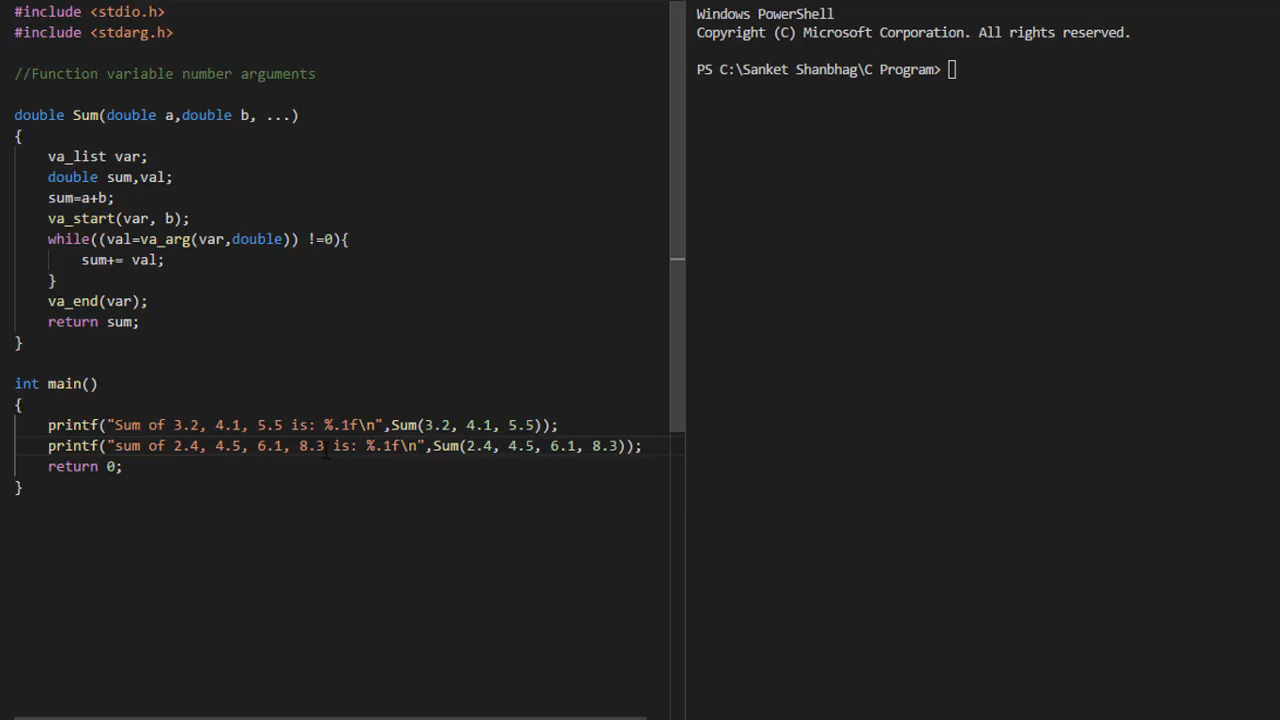 #include <stdio.h>
#include <stdarg.h>
//Function variable number arguments
double Sum(double a,double b, ...)
{
va_list var;
double sum,val;
sum=a+b;
va_start(var, b);
while((val=va_arg(var,double)) !=0){
sum+= val;
}
va_end(var);
return sum;
}
int main()
{
printf("Sum of 3.2, 4.1, 5.5 is: %.1f\n",Sum(3.2, 4.1, 5.5));
printf("sum of 2.4, 4.5, 6.1, 8.3 is: %.1f\n",Sum(2.4, 4.5, 6.1, 8.3));
return 0;
}
Windows PowerShell
Copyright (C) Microsoft Corporation. All rights reserved.
PS C:\Sanket Shanbhag\C Program>